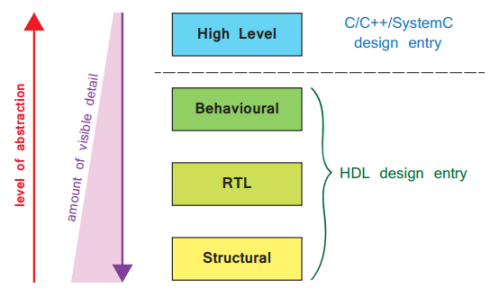 level of abstraction
amount of visible detail
High Level
C/C++/SystemC
design entry
Behavioural
RTL
HDL design entry
Structural